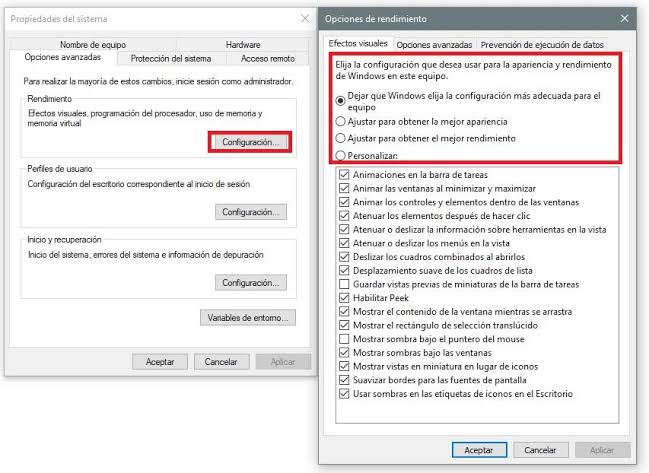 Propiedades del sistema
Nombre de equipo
Hardware
Opciones avanzadas
Protección del sistema
Acceso remoto
Para realizar la mayoría de estos cambios, inicie sesión como administrador.
Rendimiento
Efectos visuales, programación del procesador, uso de memoria y
memoria virtual
Configuración...
Perfiles de usuario
Configuración del escritorio correspondiente al inicio de sesión
Configuración...
Inicio y recuperación
Inicio del sistema, errores del sistema e información de depuración
Configuración...
Variables de entorno...
Aceptar
Cancelar
Aplicar
Opciones de rendimiento
Efectos visuales
Opciones avanzadas
Prevención de ejecución de datos
Elija la configuración que desea usar para la apariencia y rendimiento
de Windows en este equipo.
Dejar que Windows elija la configuración más adecuada para el
equipo
Ajustar para obtener la mejor apariencia
Ajustar para obtener el mejor rendimiento
Personalizar:
Animaciones en la barra de tareas
Animar las ventanas al minimizar y maximizar
Animar los controles y elementos dentro de las ventanas
Atenuar los elementos después de hacer clic
Atenuar o deslizar la información sobre herramientas en la vista
Atenuar o deslizar los menús en la vista
Deslizar los cuadros combinados al abrirlos
Desplazamiento suave de los cuadros de lista
Guardar vistas previas de miniaturas de la barra de tareas
Habilitar Peek
Mostrar el contenido de la ventana mientras se arrastra
Mostrar el rectángulo de selección translúcido
Mostrar sombra bajo el puntero del mouse
Mostrar sombras bajo las ventanas
Mostrar vistas en miniatura en lugar de iconos
Suavizar bordes para las fuentes de pantalla
Usar sombras en las etiquetas de iconos en el Escritorio
Aceptar
Cancelar
Aplicar